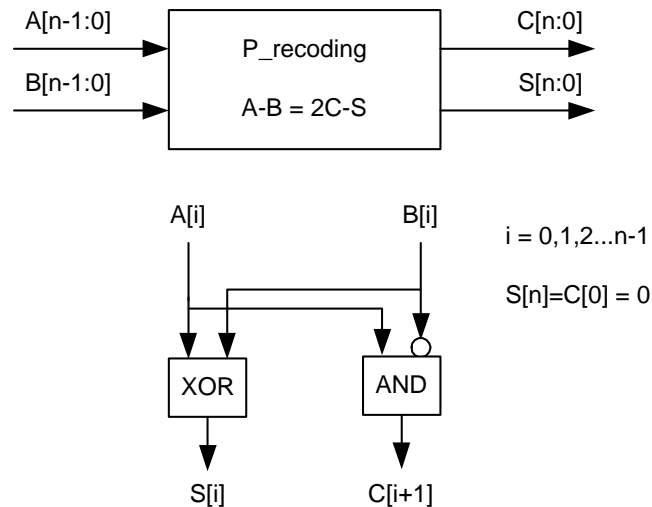 A[n-1:0]
C[n:0]
P_recoding
B[n-1:0]
S[n:0]
A-B = 2C-S
A[i]
B[i]
i = 0,1,2...n-1
S[n]=C[0] = 0
XOR
AND
S[i]
C[i+1]